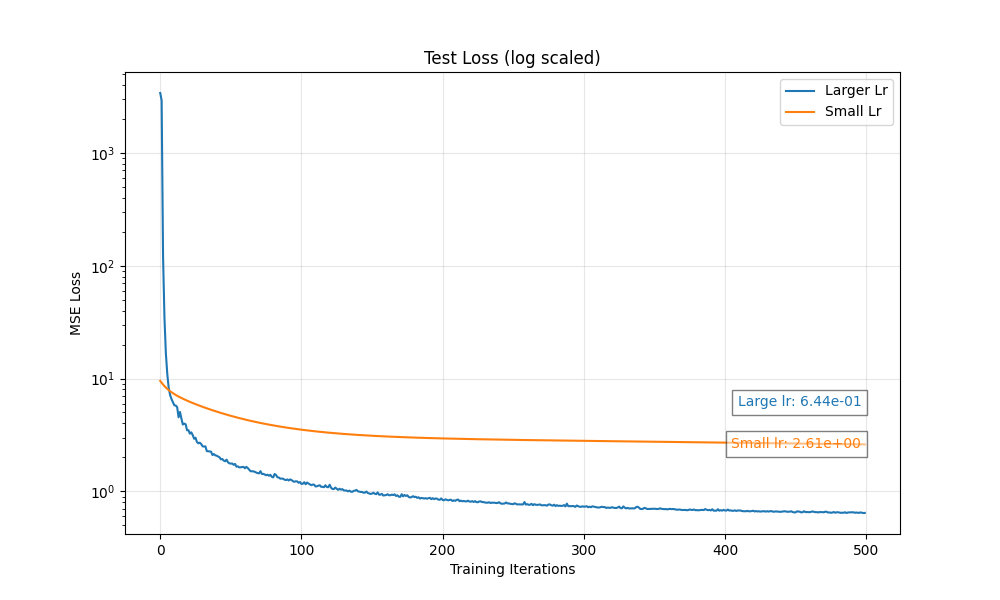 Test Loss (log scaled)
Larger Lr
Small Lr
MSE Loss
10³
10²
10¹
10⁰
Large lr: 6.44e-01
Small lr: 2.61e+00
0 100 200 300 400 500
Training Iterations